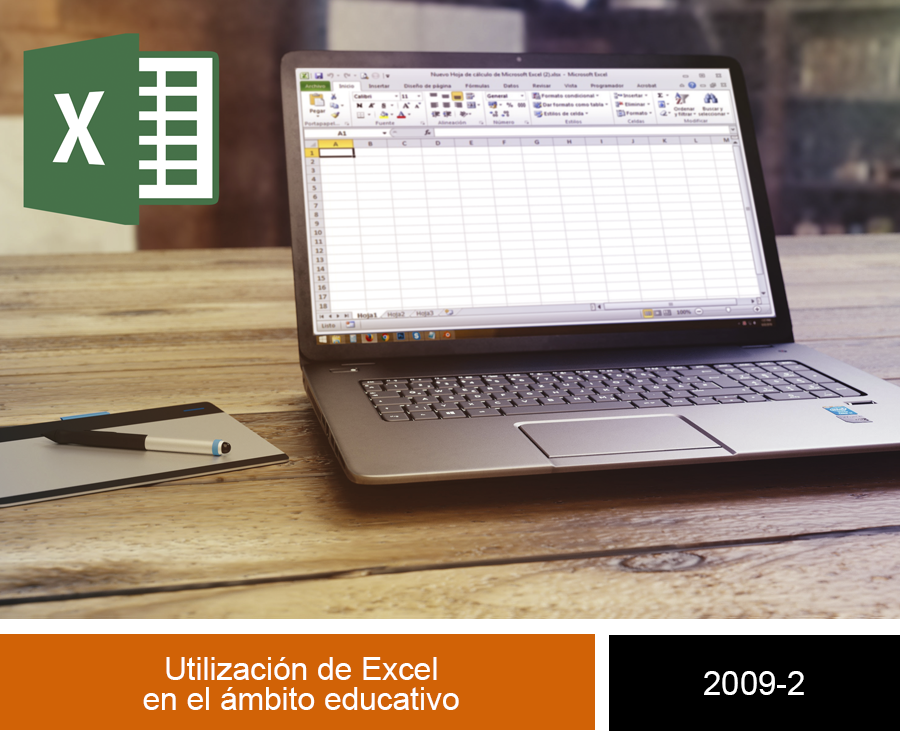 X
Nuevo Hoja de cálculo de Microsoft Excel (2).xlsx - Microsoft Excel
Archivo Inicio Insertar Diseño de página Fórmulas Datos Revisar Vista Programador Acrobat
Calibri 11 General Formato condicional Insertar Σ
Pegar Dar formato como tabla Eliminar Ordenar Buscar y
N K S Estilos de celda Formato y filtrar seleccionar
Portapapel... Fuente Alineación Número Estilos Celdas Modificar
A1 fx
A B C D E F G H I J K L M
1
2
3
4
5
6
7
8
9
10
11
12
13
14
15
16
17
18
Hoja1 Hoja2 Hoja3
Listo 100%
Utilización de Excel
en el ámbito educativo
2009-2